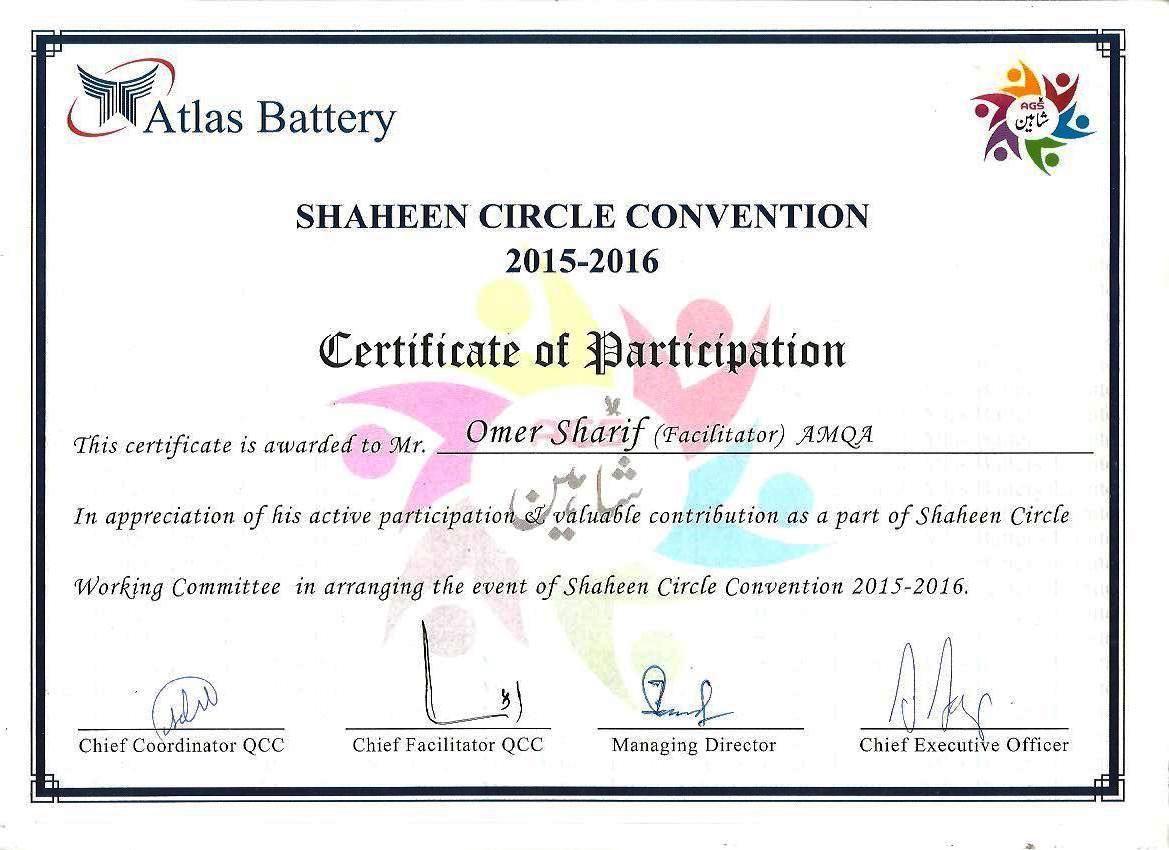 Atlas Battery
AGS
شاہین
SHAHEEN CIRCLE CONVENTION
2015-2016
Certificate of Participation
This certificate is awarded to Mr. Omer Sharif (Facilitator) AMQA
شاہین
In appreciation of his active participation & valuable contribution as a part of Shaheen Circle
Working Committee in arranging the event of Shaheen Circle Convention 2015-2016.
Chief Coordinator QCC Chief Facilitator QCC Managing Director Chief Executive Officer